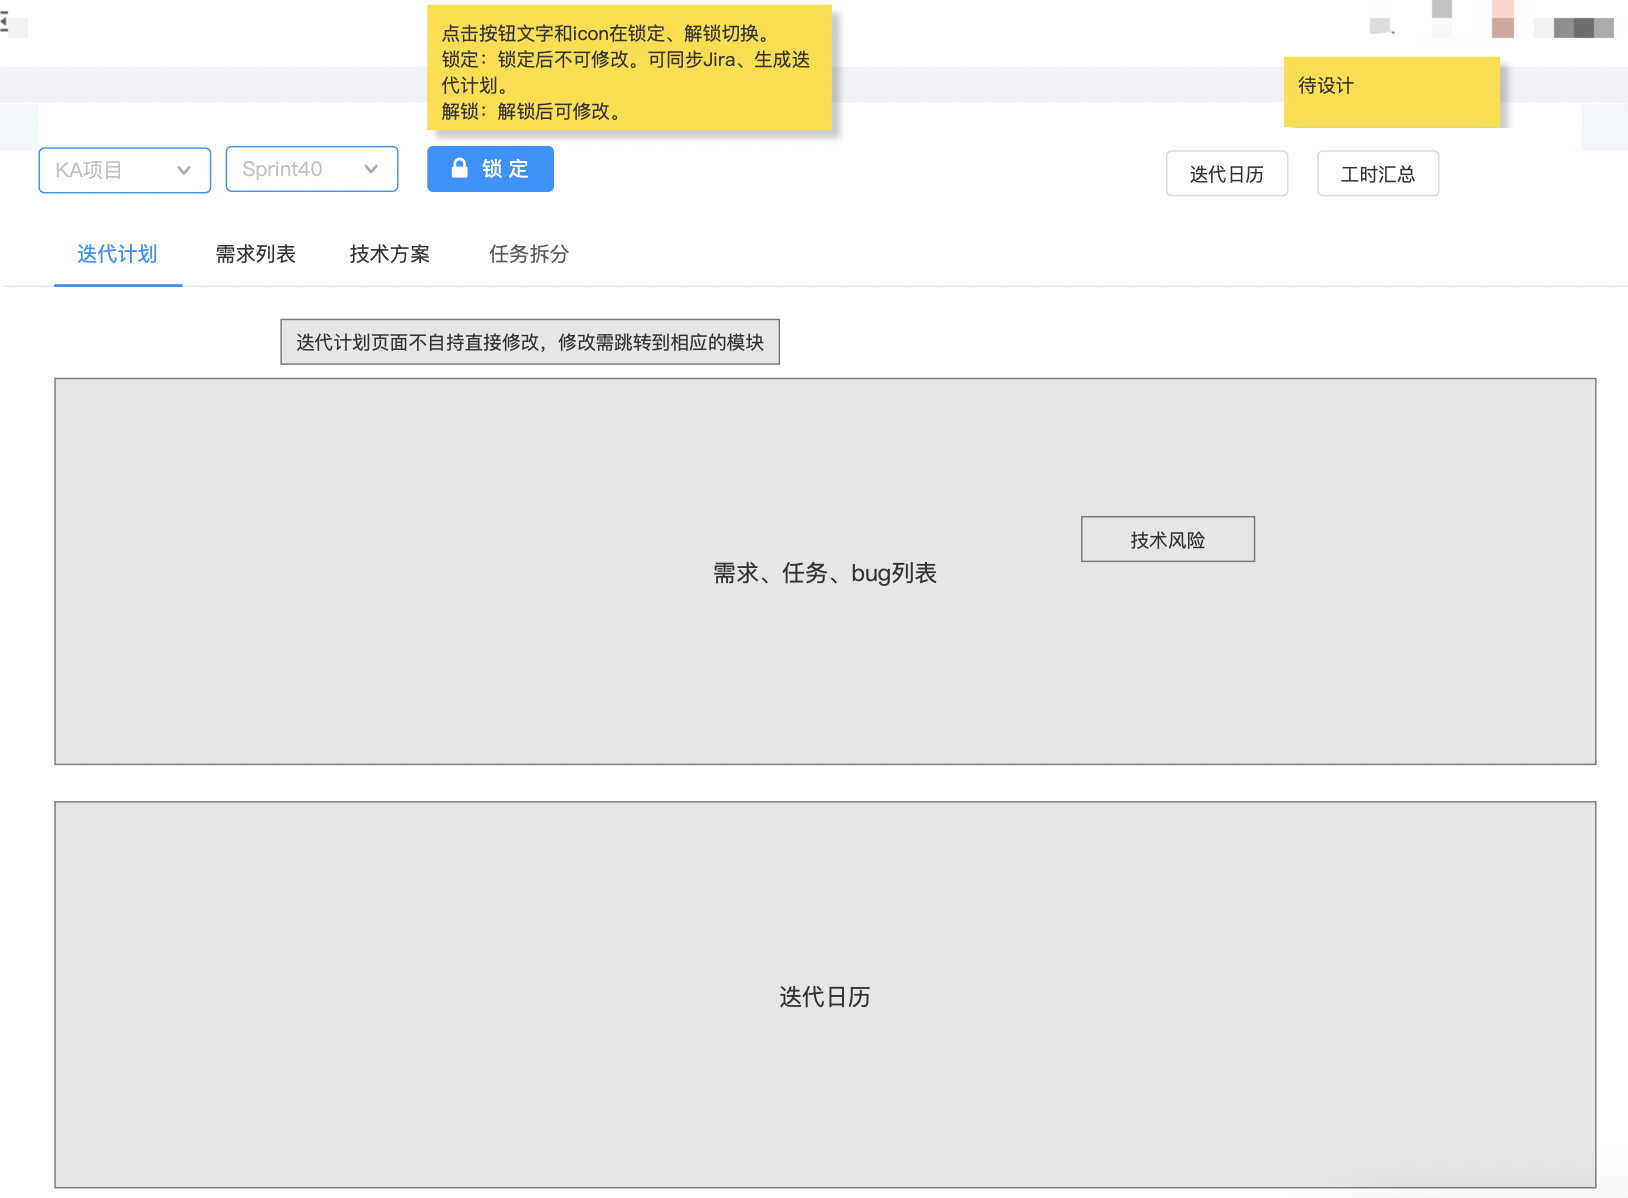 点击按钮文字和icon在锁定、解锁切换。
锁定：锁定后不可修改。可同步Jira、生成迭
代计划。
解锁：解锁后可修改。
待设计
KA项目
Sprint40
锁 定
迭代日历
工时汇总
迭代计划
需求列表
技术方案
任务拆分
迭代计划页面不自持直接修改，修改需跳转到相应的模块
技术风险
需求、任务、bug列表
迭代日历